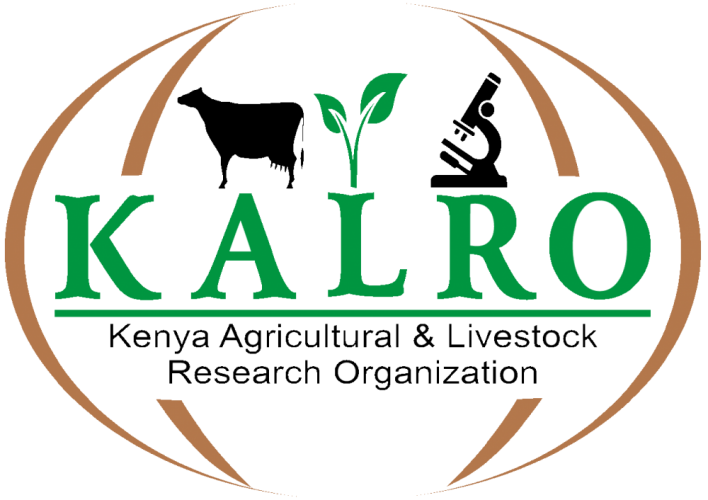 KALRO
Kenya Agricultural & Livestock
Research Organization